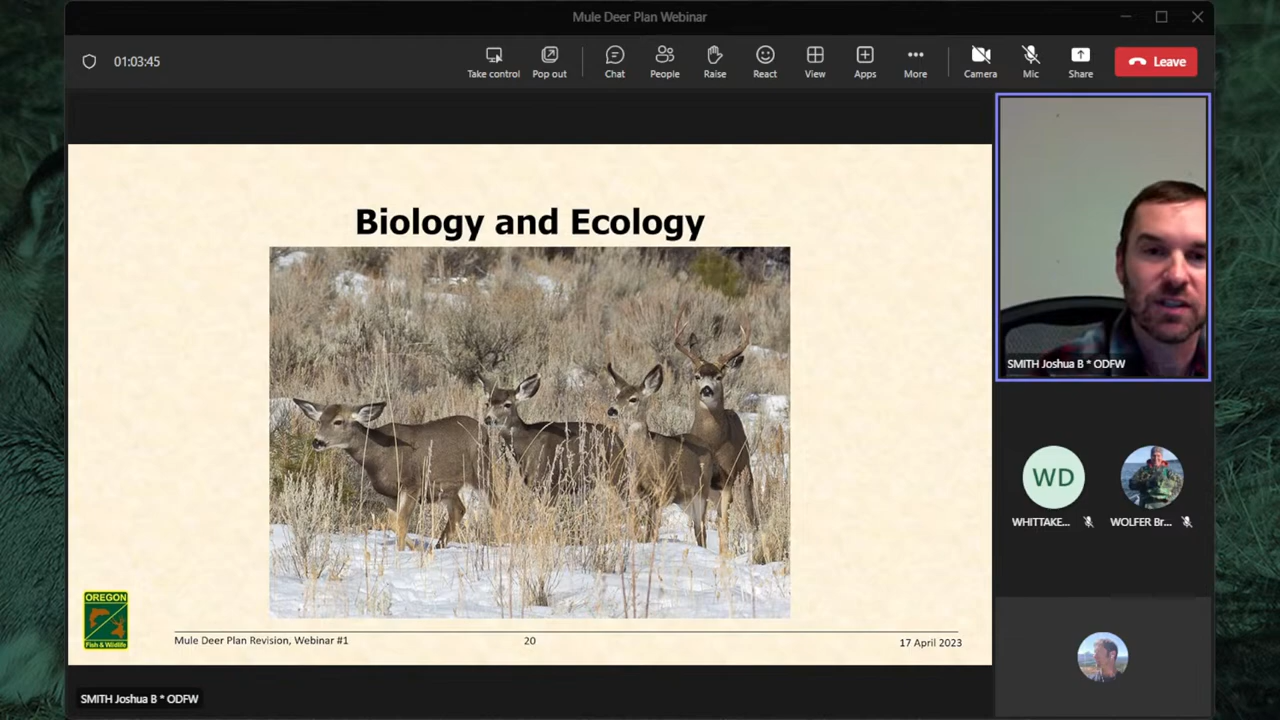 Mule Deer Plan Webinar
01:03:45
Take control
Pop out
Chat
People
Raise
React
View
Apps
More
Camera
Mic
Share
Leave
Biology and Ecology
SMITH Joshua B * ODFW
WD
WHITTAKE...
WOLFER Br...
OREGON
Fish & Wildlife
Mule Deer Plan Revision, Webinar #1
20
17 April 2023
SMITH Joshua B * ODFW